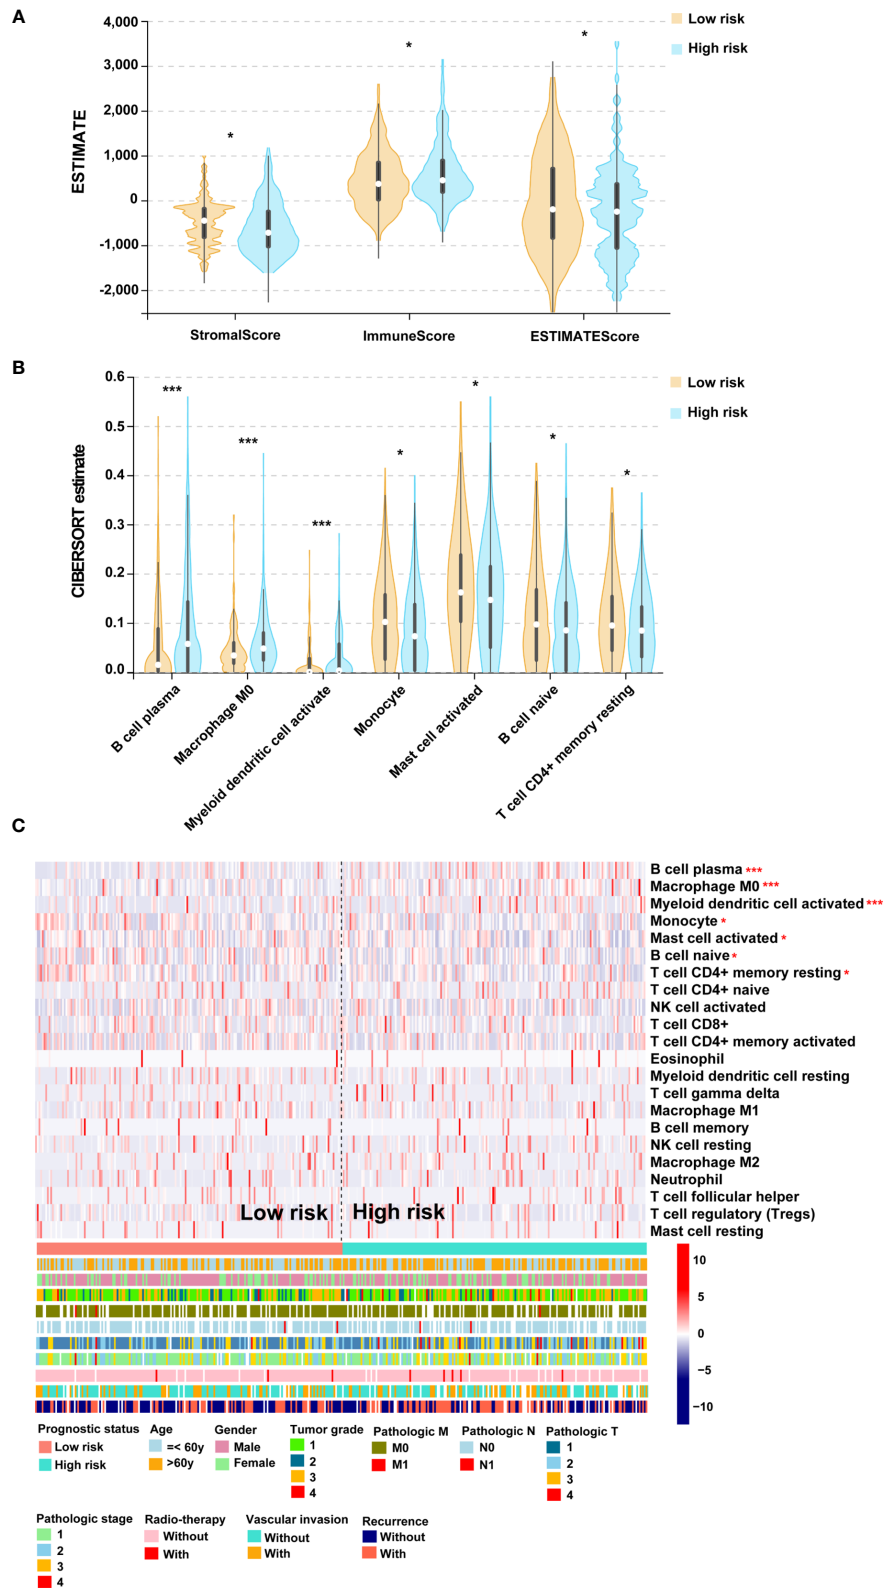 A
4,000
3,000
2,000
1,000
0
-1,000
-2,000
ESTIMATE
*
*
*
Low risk
High risk
StromalScore
ImmuneScore
ESTIMATEScore
B
0.6
0.5
0.4
0.3
0.2
0.1
0.0
CIBERSORT estimate
***
***
***
*
*
*
*
Low risk
High risk
B cell plasma
Macrophage M0
Myeloid dendritic cell activate
Monocyte
Mast cell activated
B cell naive
T cell CD4+ memory resting
C
B cell plasma ***
Macrophage M0 ***
Myeloid dendritic cell activated ***
Monocyte *
Mast cell activated *
B cell naive *
T cell CD4+ memory resting *
T cell CD4+ naive
NK cell activated
T cell CD8+
T cell CD4+ memory activated
Eosinophil
Myeloid dendritic cell resting
T cell gamma delta
Macrophage M1
B cell memory
NK cell resting
Macrophage M2
Neutrophil
T cell follicular helper
T cell regulatory (Tregs)
Mast cell resting
Low risk
High risk
10
5
0
−5
−10
Prognostic status
Low risk
High risk
Age
=< 60y
>60y
Gender
Male
Female
Tumor grade
1
2
3
4
Pathologic M
M0
M1
Pathologic N
N0
N1
Pathologic T
1
2
3
4
Pathologic stage
1
2
3
4
Radio-therapy
Without
With
Vascular invasion
Without
With
Recurrence
Without
With